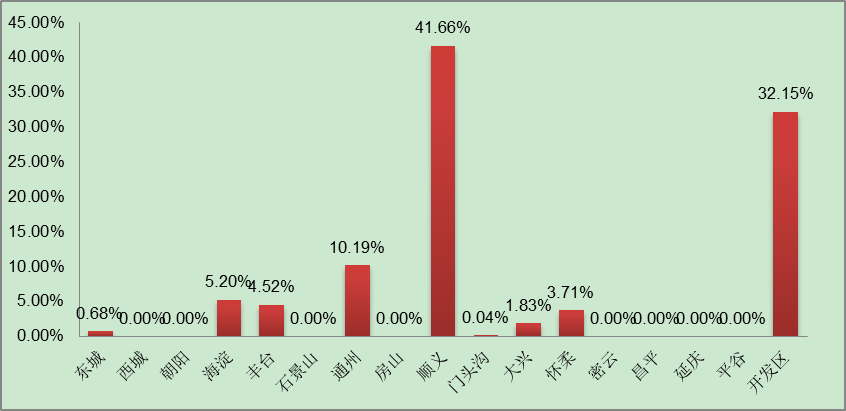 45.00%
40.00%
35.00%
30.00%
25.00%
20.00%
15.00%
10.00%
5.00%
0.00%
0.68%
0.00%
0.00%
5.20%
4.52%
0.00%
10.19%
0.00%
41.66%
0.04%
1.83%
3.71%
0.00%
0.00%
0.00%
0.00%
32.15%
东城
西城
朝阳
海淀
丰台
石景山
通州
房山
顺义
门头沟
大兴
怀柔
密云
昌平
延庆
平谷
开发区